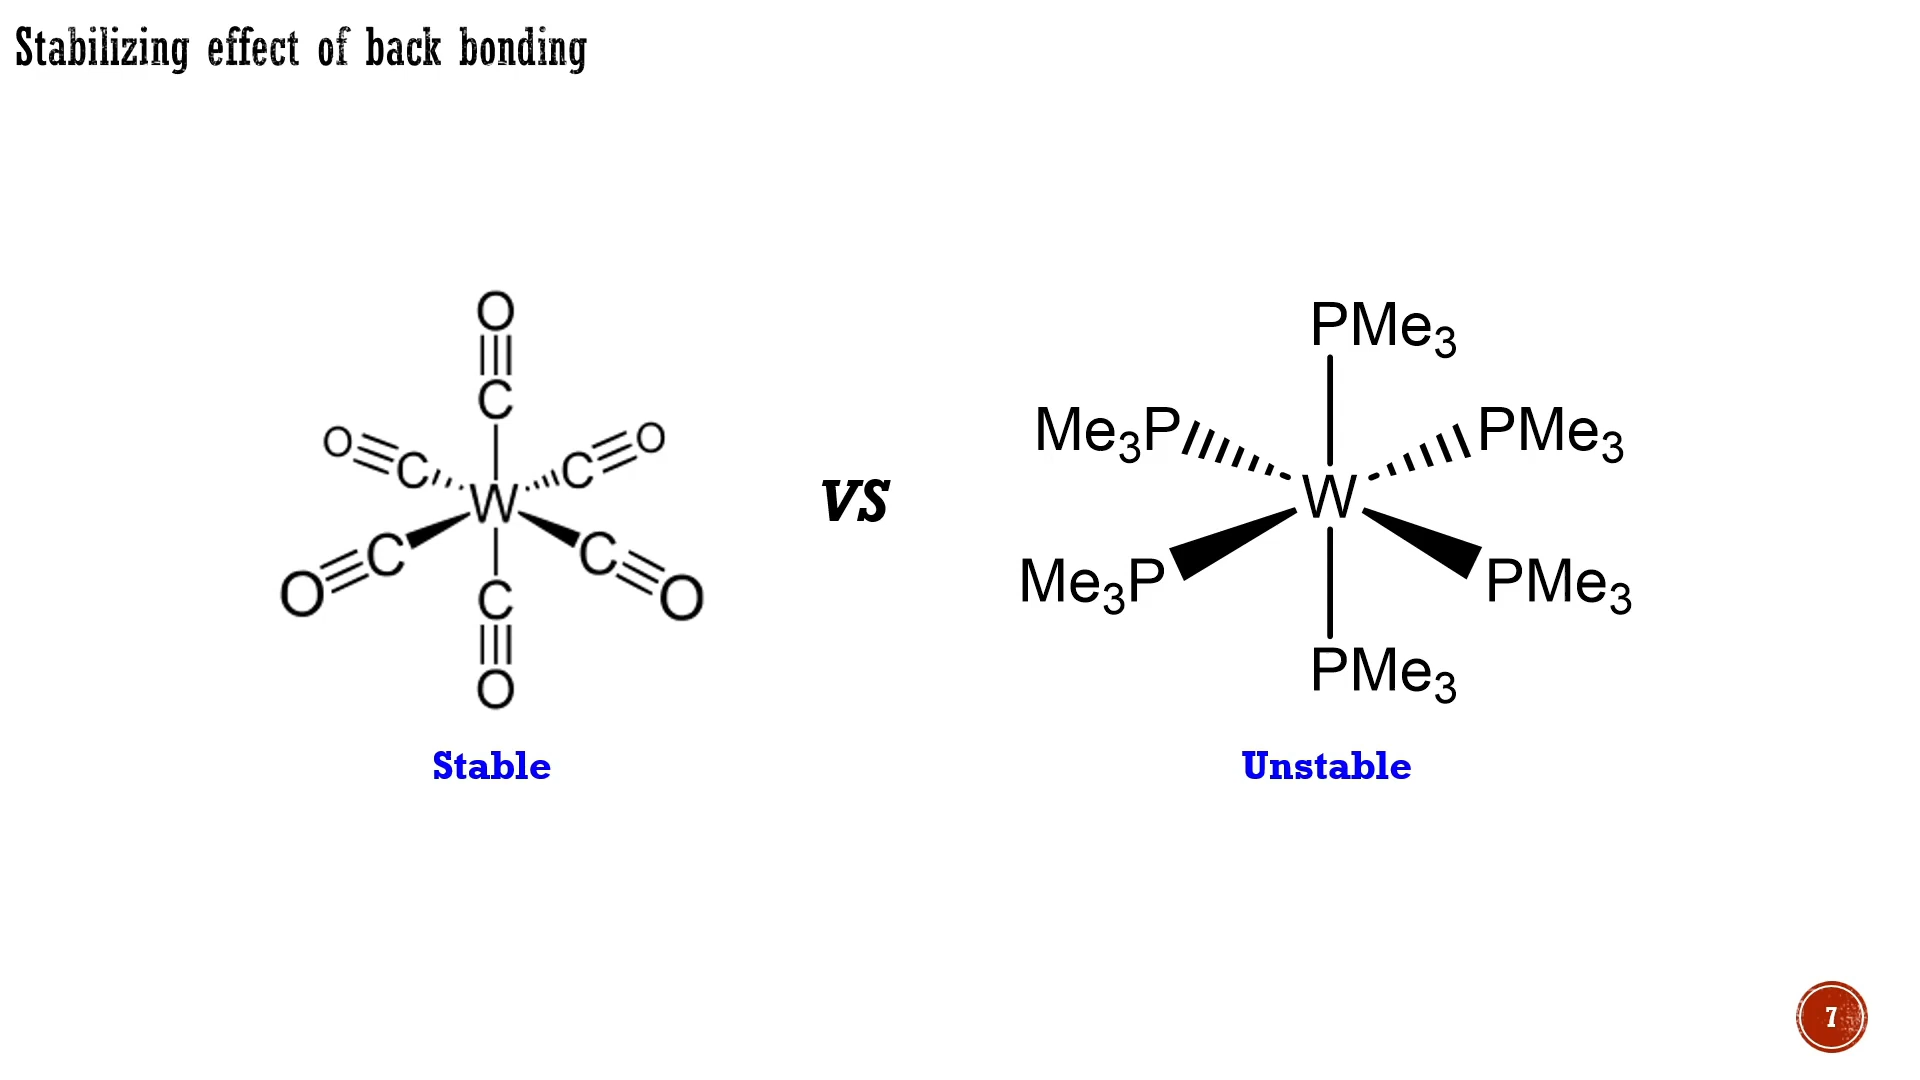 Stabilizing effect of back bonding
O
C
O C C O
W
O C C O
C
O
Stable
vs
PMe3
Me3P PMe3
W
Me3P PMe3
PMe3
Unstable
7